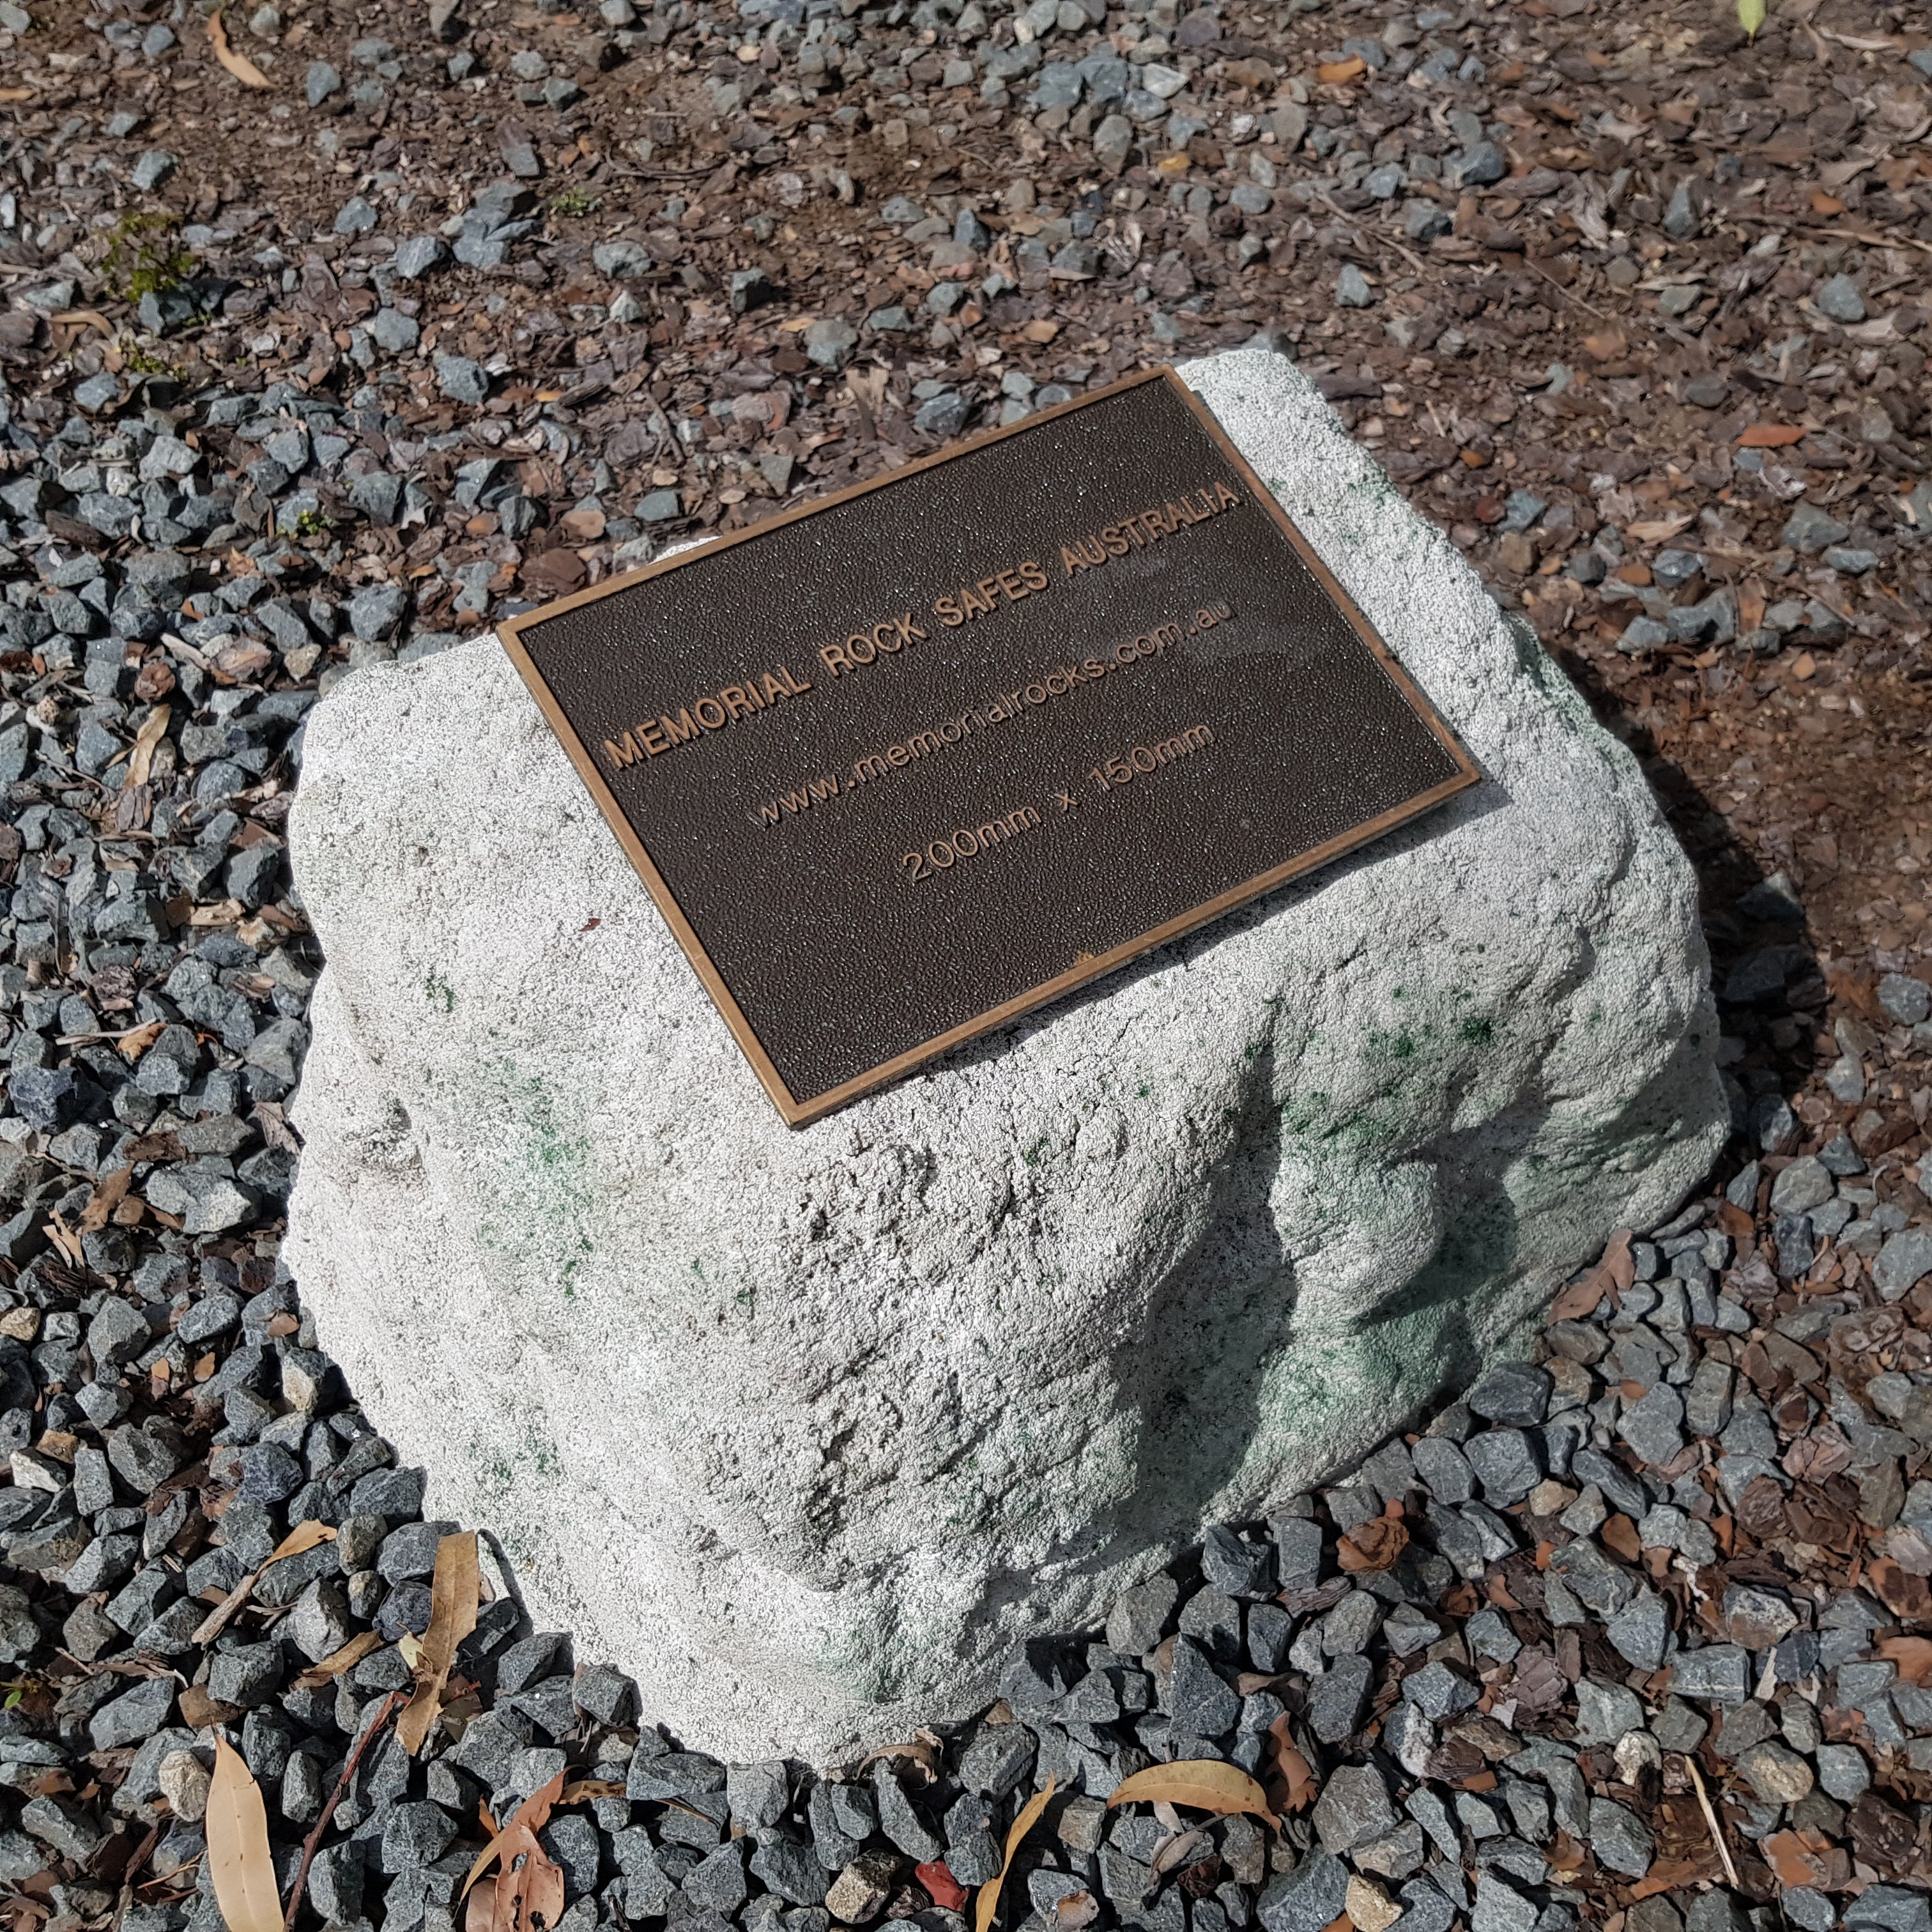 MEMORIAL ROCK SAFES AUSTRALIA
www.memorialrocks.com.au
200mm x 150mm